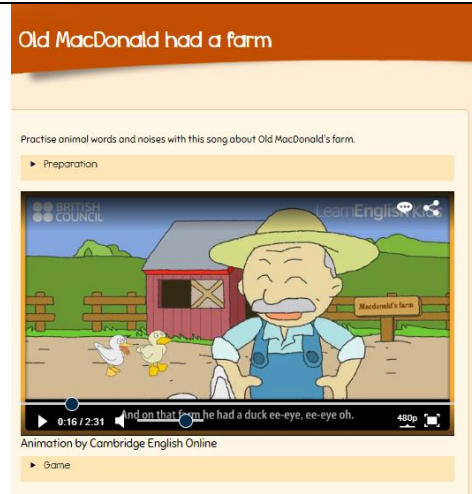 Old MacDonald had a farm
Practise animal words and noises with this song about Old MacDonald's farm.
Preparation
BRITISH
COUNCIL
LearnEnglish Kids
Macdonald's farm
And on that farm he had a duck ee-eye, ee-eye oh.
0:16 / 2:31
480p
Animation by Cambridge English Online
Game